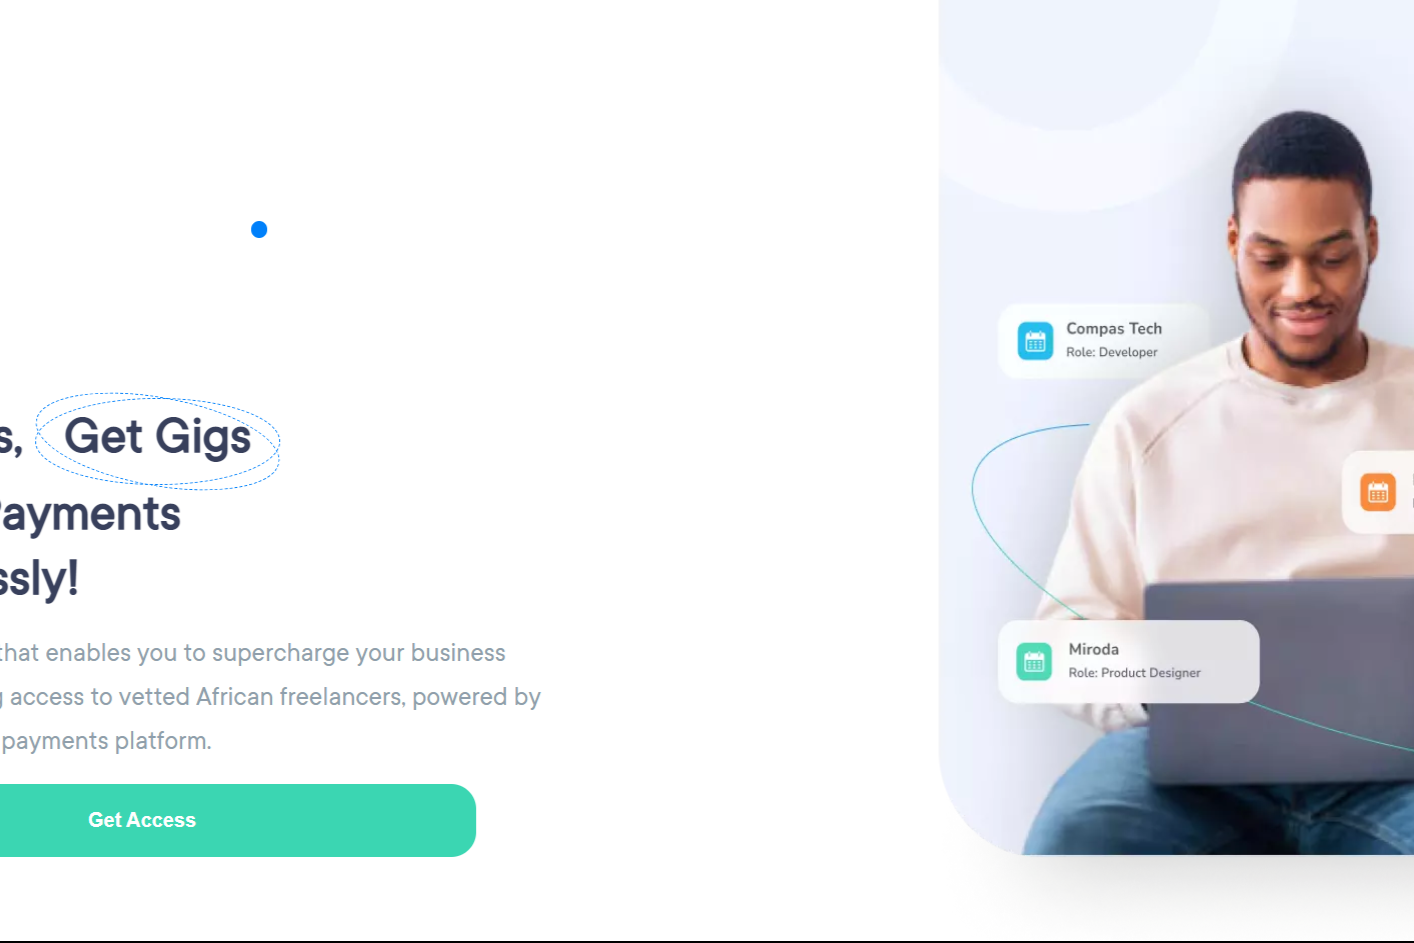 s, Get Gigs
Payments
ssly!
that enables you to supercharge your business
g access to vetted African freelancers, powered by
payments platform.
Get Access
Compas Tech
Role: Developer
Miroda
Role: Product Designer